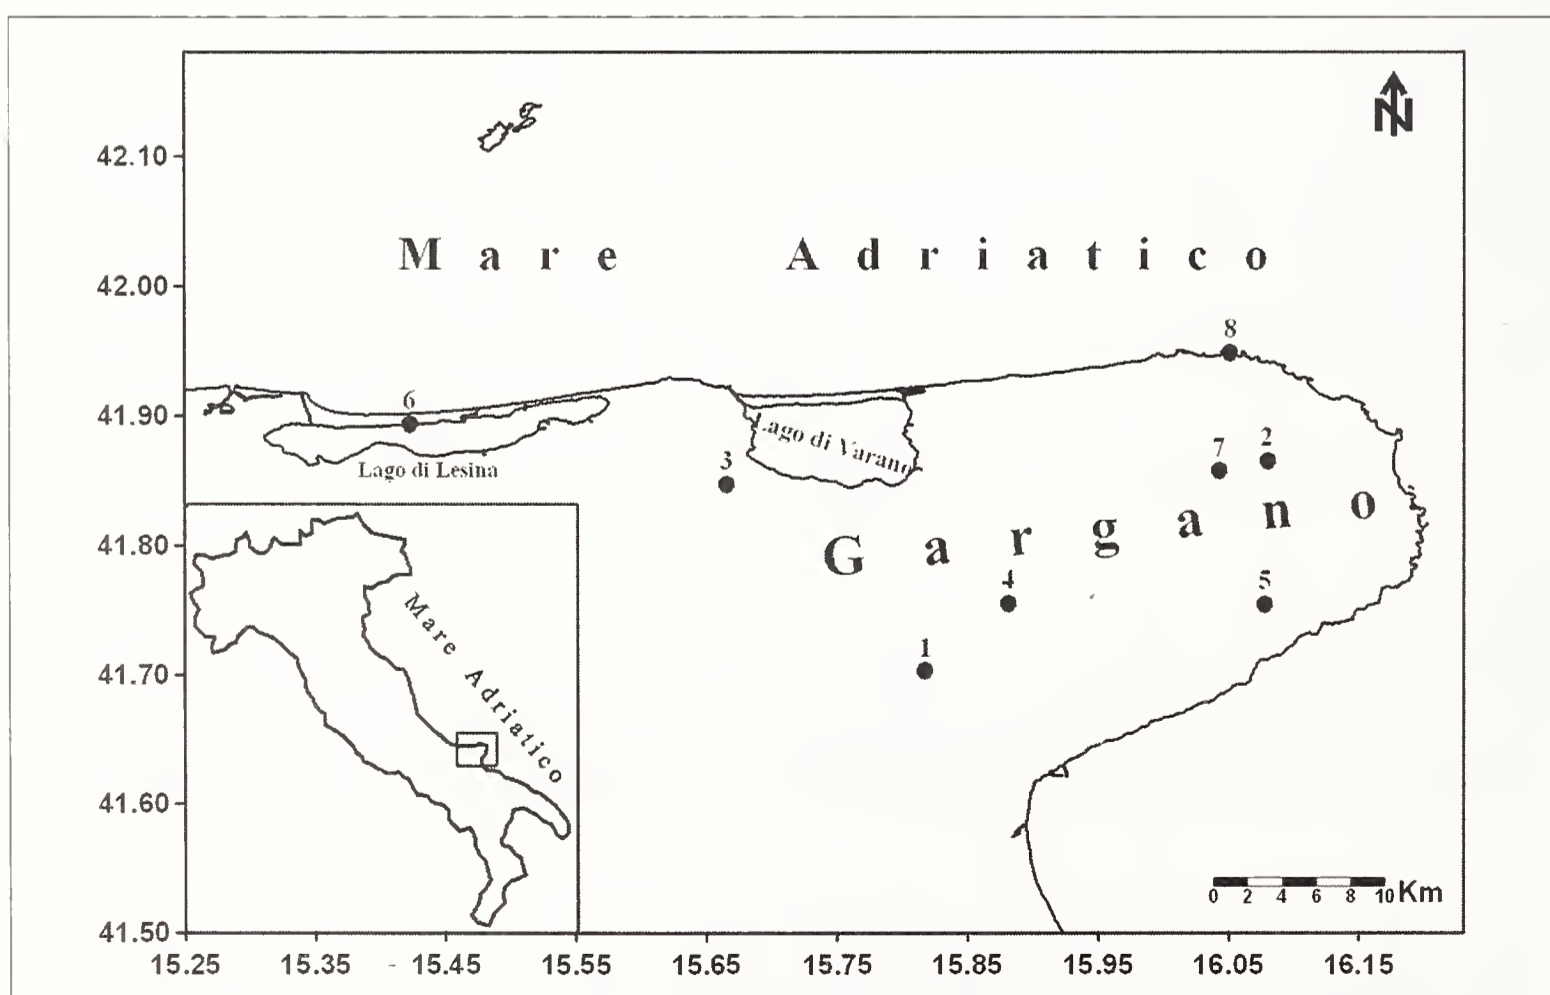 N
42.10
Mare Adriatico
42.00
8
41.90
6
Lago di Varano
2
7
3
Lago di Lesina
Gargano
41.80
4
5
Mare Adriatico
1
41.70
41.60
0 2 4 6 8 10 Km
41.50
15.25 15.35 15.45 15.55 15.65 15.75 15.85 15.95 16.05 16.15